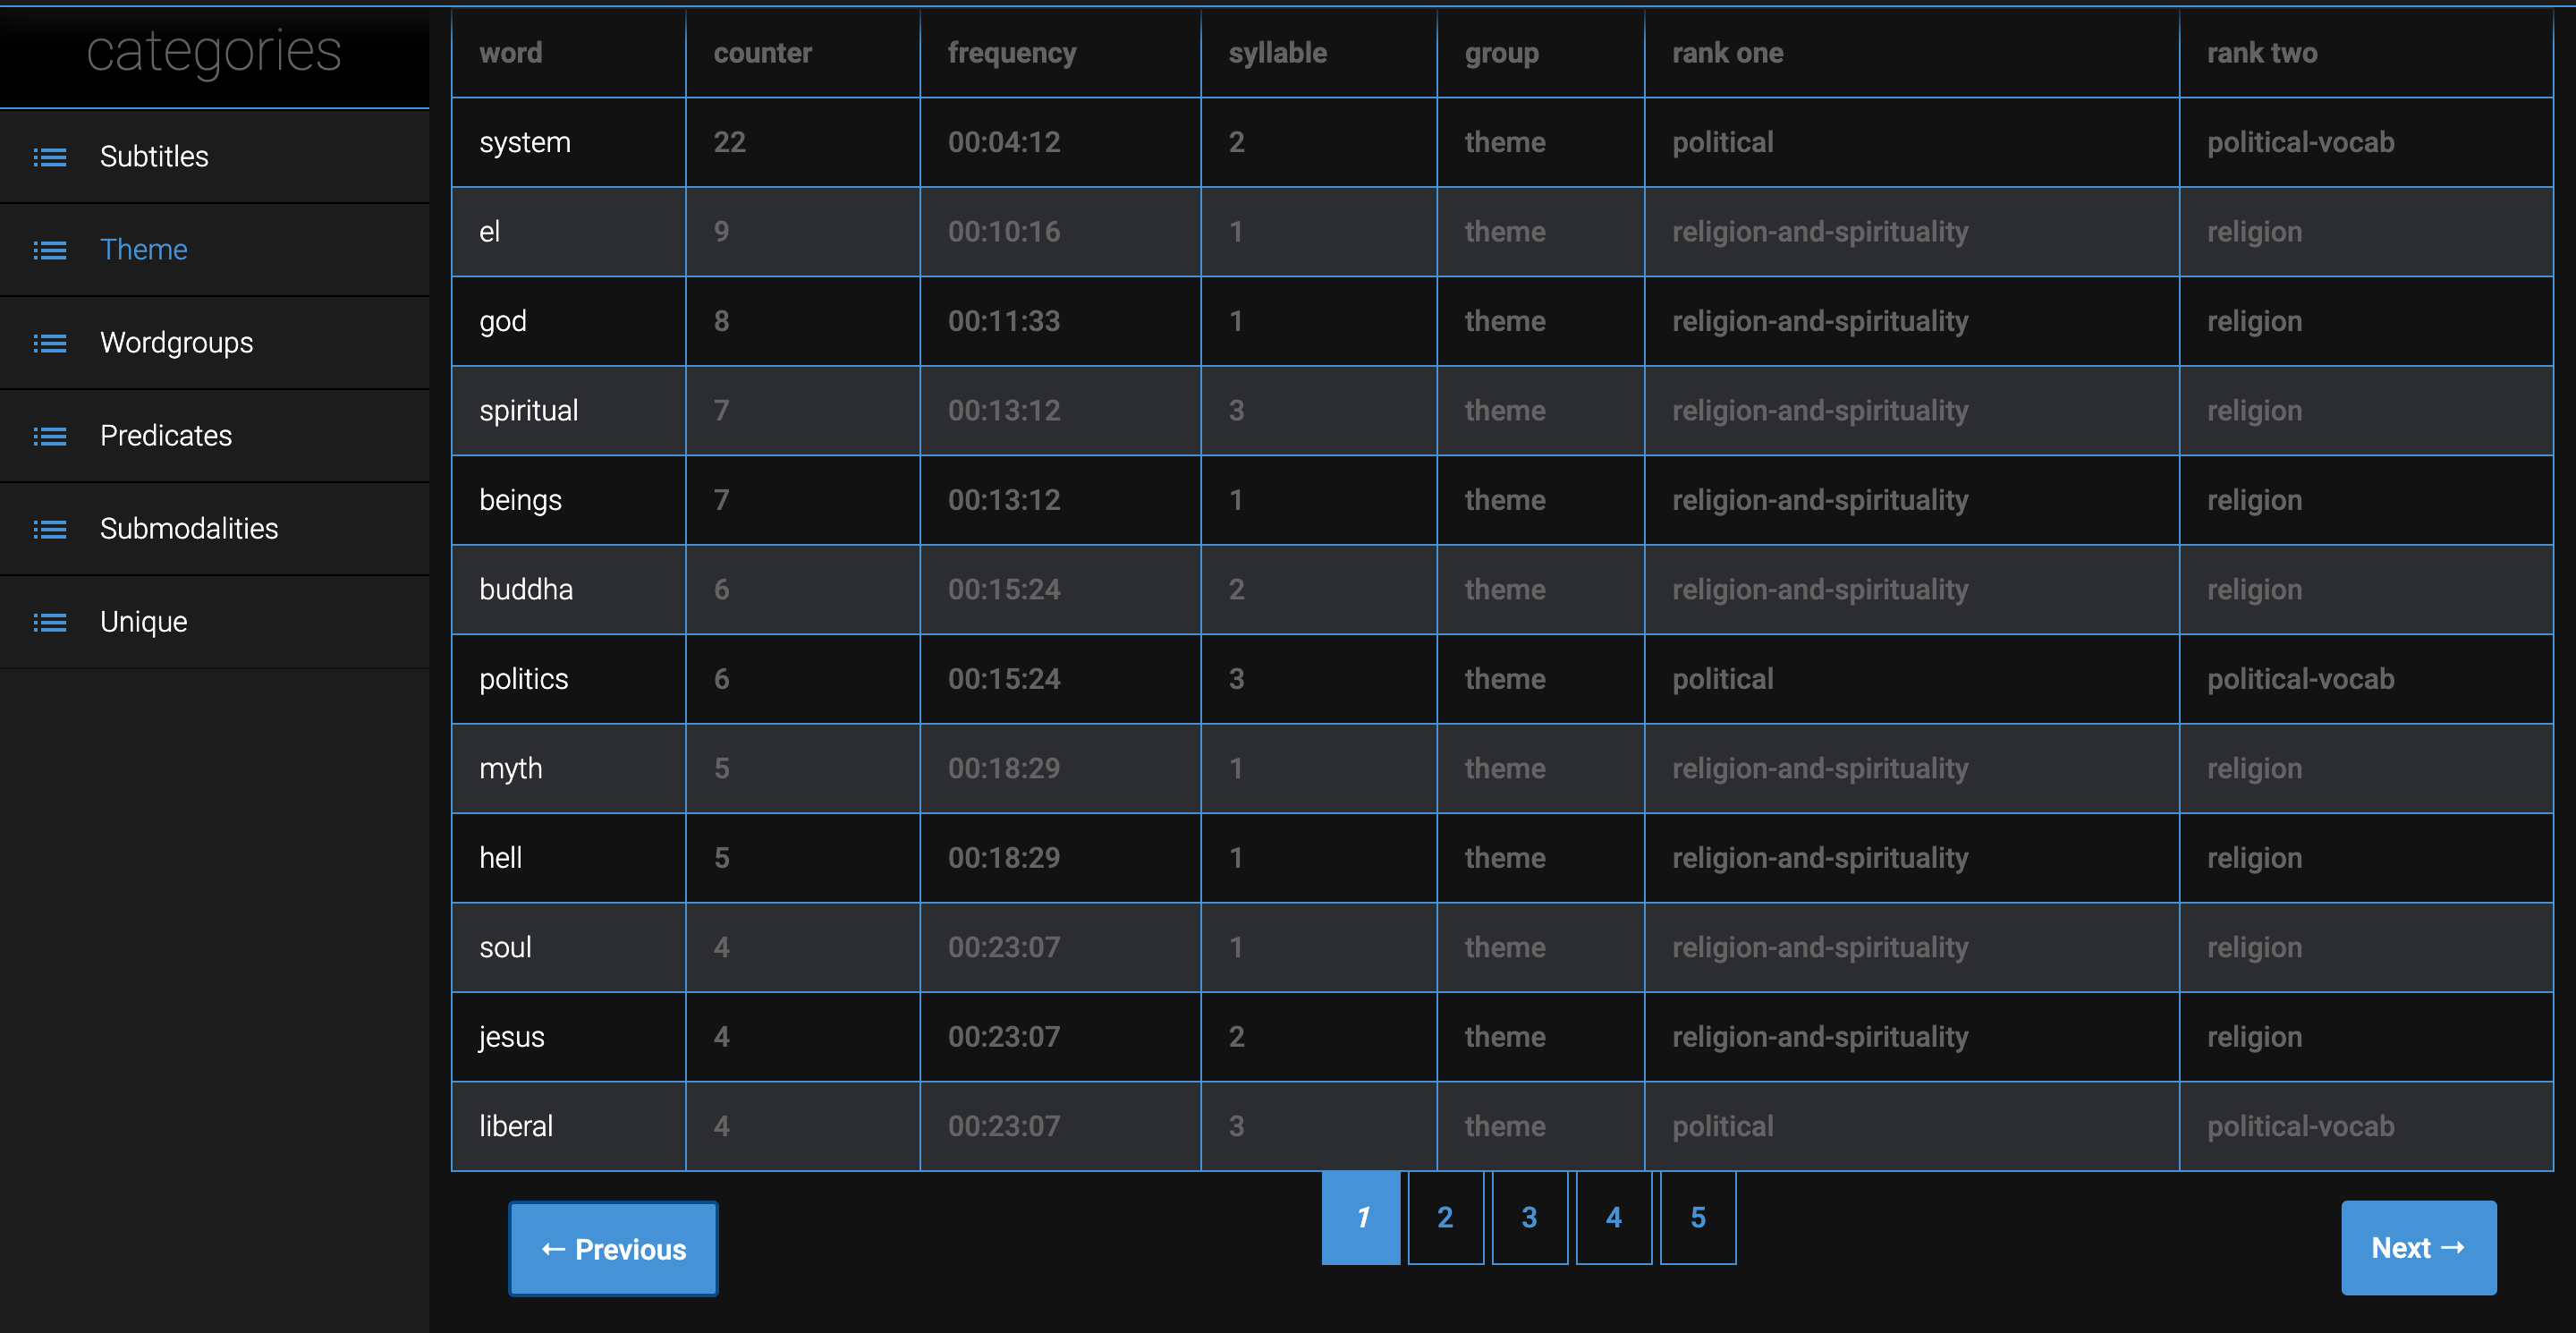 categories
Subtitles
Theme
Wordgroups
Predicates
Submodalities
Unique
word counter frequency syllable group rank one rank two
system 22 00:04:12 2 theme political political-vocab
el 9 00:10:16 1 theme religion-and-spirituality religion
god 8 00:11:33 1 theme religion-and-spirituality religion
spiritual 7 00:13:12 3 theme religion-and-spirituality religion
beings 7 00:13:12 1 theme religion-and-spirituality religion
buddha 6 00:15:24 2 theme religion-and-spirituality religion
politics 6 00:15:24 3 theme political political-vocab
myth 5 00:18:29 1 theme religion-and-spirituality religion
hell 5 00:18:29 1 theme religion-and-spirituality religion
soul 4 00:23:07 1 theme religion-and-spirituality religion
jesus 4 00:23:07 2 theme religion-and-spirituality religion
liberal 4 00:23:07 3 theme political political-vocab
← Previous 1 2 3 4 5 Next →